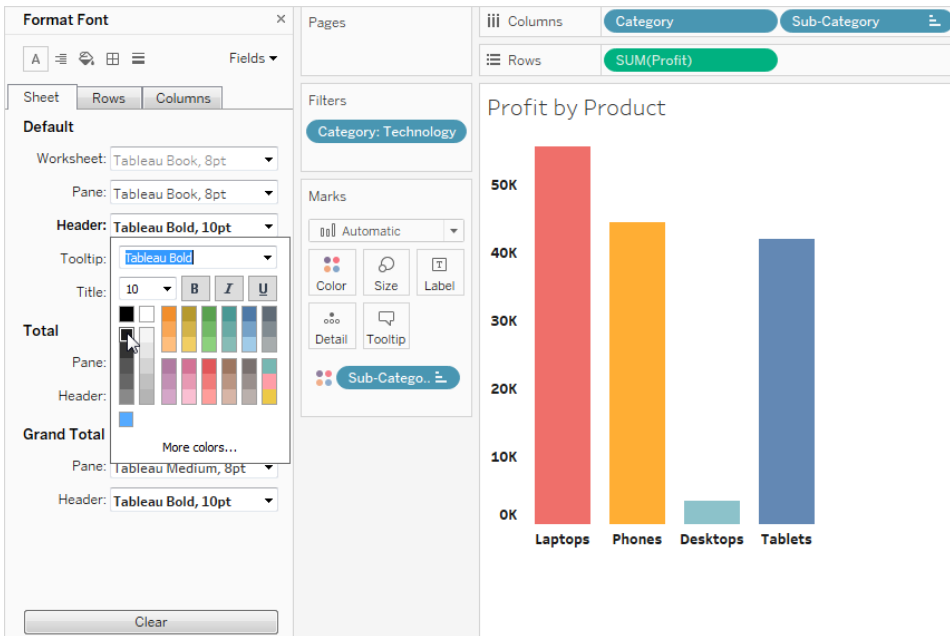 Format Font ×
A
Fields
Sheet Rows Columns
Default
Worksheet: Tableau Book, 8pt
Pane: Tableau Book, 8pt
Header: Tableau Bold, 10pt
Tooltip: Tableau Bold
Title: 10 B I U
Total
Pane:
Header:
More colors...
Grand Total
Pane: Tableau Medium, 8pt
Header: Tableau Bold, 10pt
Clear
Pages
Filters
Category: Technology
Marks
Automatic
Color Size T Label
Detail Tooltip
Sub-Catego..
Columns Category Sub-Category
Rows SUM(Profit)
Profit by Product
50K
40K
30K
20K
10K
0K
Laptops Phones Desktops Tablets